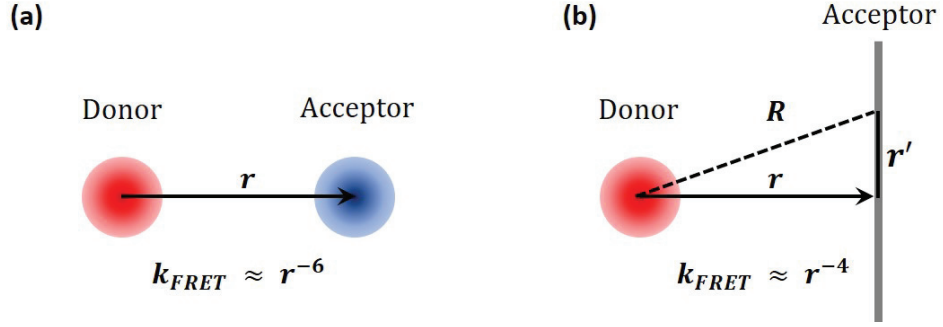 (a)
Donor
Acceptor
r
k_FRET ≈ r⁻⁶
(b)
Acceptor
Donor
R
r
r′
k_FRET ≈ r⁻⁴